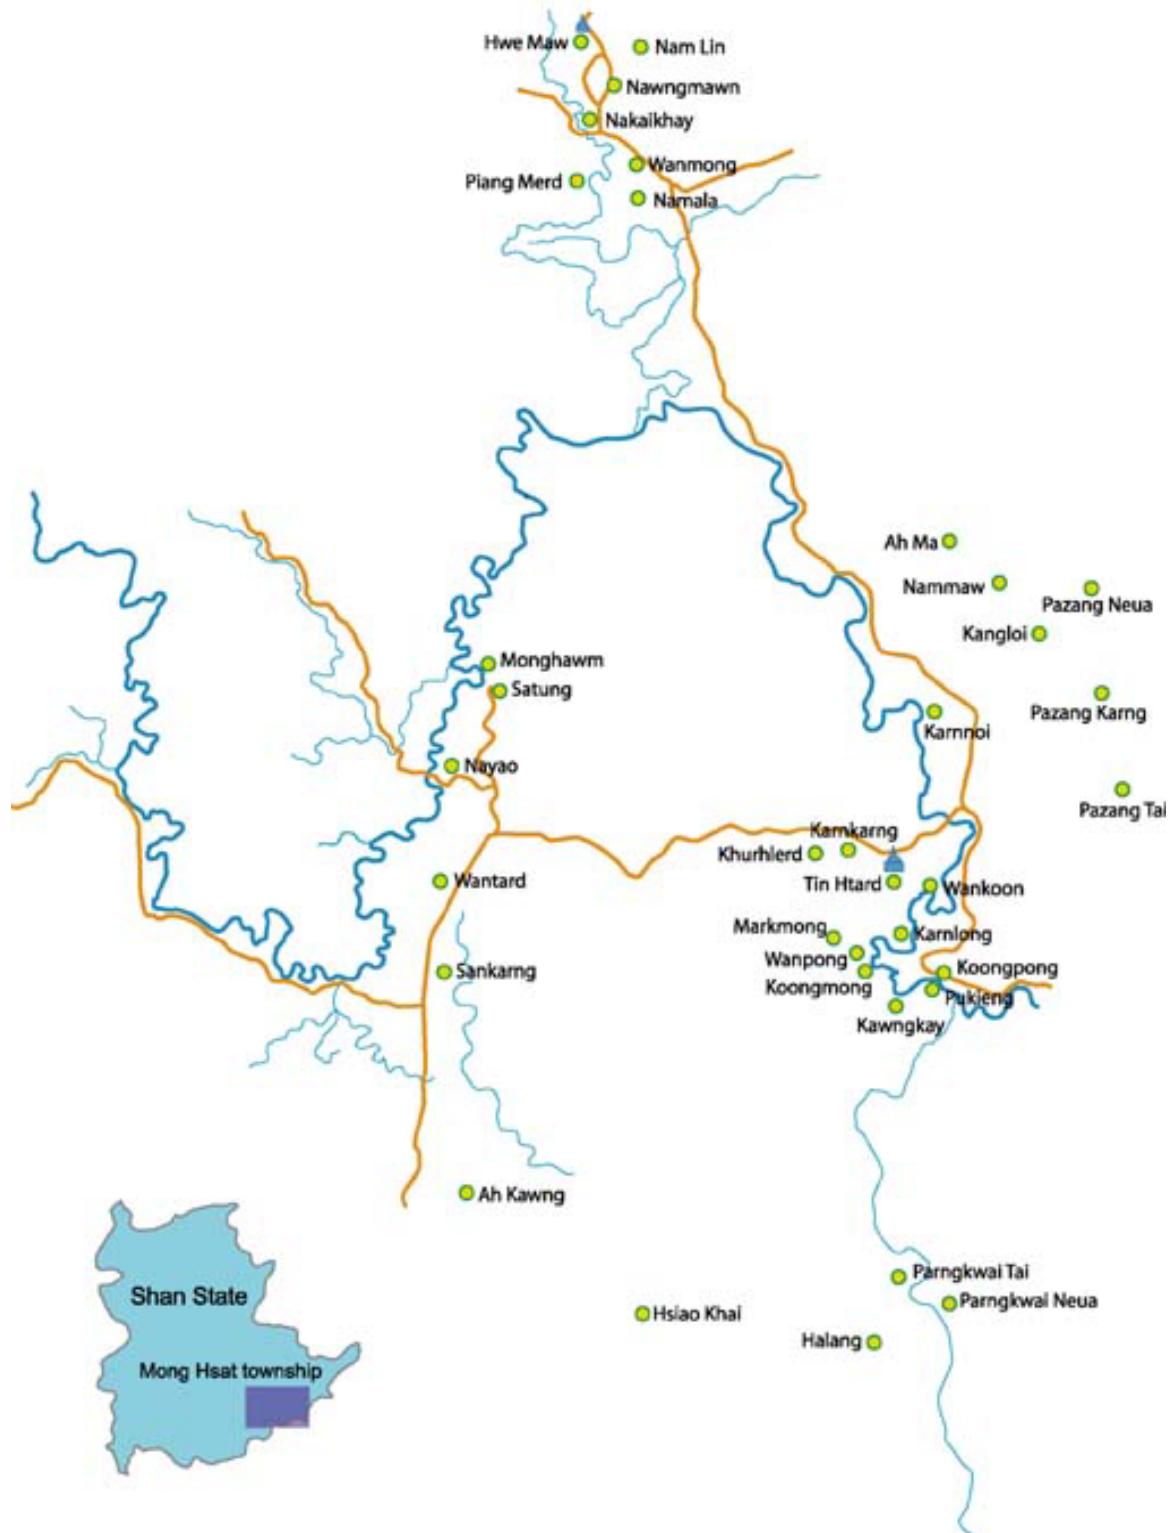 Hwe Maw
Nam Lin
Nawngmawn
Nakaikhay
Wanmong
Piang Merd
Namala
Ah Ma
Nammaw
Pazang Neua
Kangloi
Monghawm
Satung
Pazang Karng
Karnnoi
Nayao
Pazang Tai
Karnkarng
Khurhlerd
Wantard
Tin Htard
Wankoon
Markmong
Karnlong
Wanpong
Sankarng
Koongpong
Koongmong
Pukieng
Kawngkay
Ah Kawng
Parngkwai Tai
Shan State
Parngkwai Neua
Hsiao Khai
Halang
Mong Hsat township